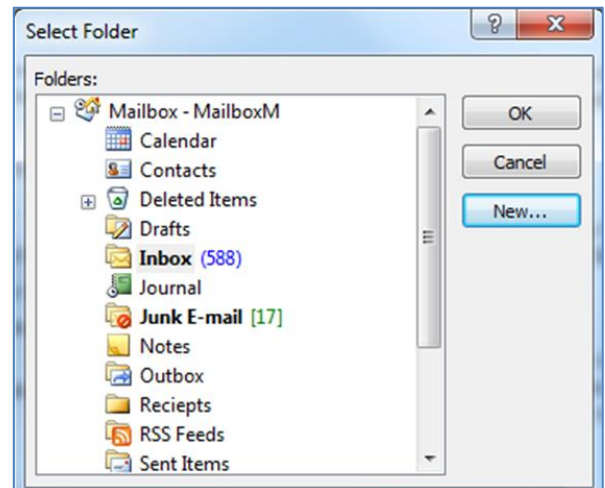 Select Folder
Folders:
Mailbox - MailboxM
Calendar
Contacts
Deleted Items
Drafts
Inbox (588)
Journal
Junk E-mail [17]
Notes
Outbox
Reciepts
RSS Feeds
Sent Items
OK
Cancel
New...